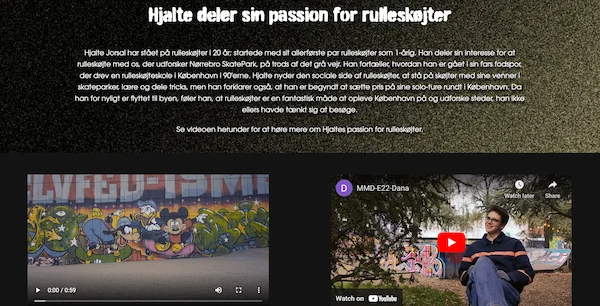 Hjalte deler sin passion for rulleskøjter
Hjalte Jorsal har stået på rulleskøjter i 20 år; startede med sit allerførste par rulleskøjter som 1-årig. Han deler sin interesse for at
rulleskøjte med os, der udforsker Nørrebro SkatePark, på trods af det grå vejr. Han fortæller, hvordan han er gået i sin fars fodspor,
der drev en rulleskøjteskole i København i 90'erne. Hjalte nyder den sociale side af rulleskøjter, at stå på skøjter med sine venner i
skateparker, lære og dele tricks, men han forklarer også, at han er begyndt at sætte pris på sine solo-ture rundt i København. Da
han for nyligt er flyttet til byen, føler han, at rulleskøjter er en fantastisk måde at opleve København på og udforske steder, han ikke
ellers havde tænkt sig at besøge.
Se videoen herunder for at høre mere om Hjaltes passion for rulleskøjter.
ELVFED-1SM
0:00 / 0:59
D
MMD-E22-Dana
Watch later
Share
Watch on YouTube